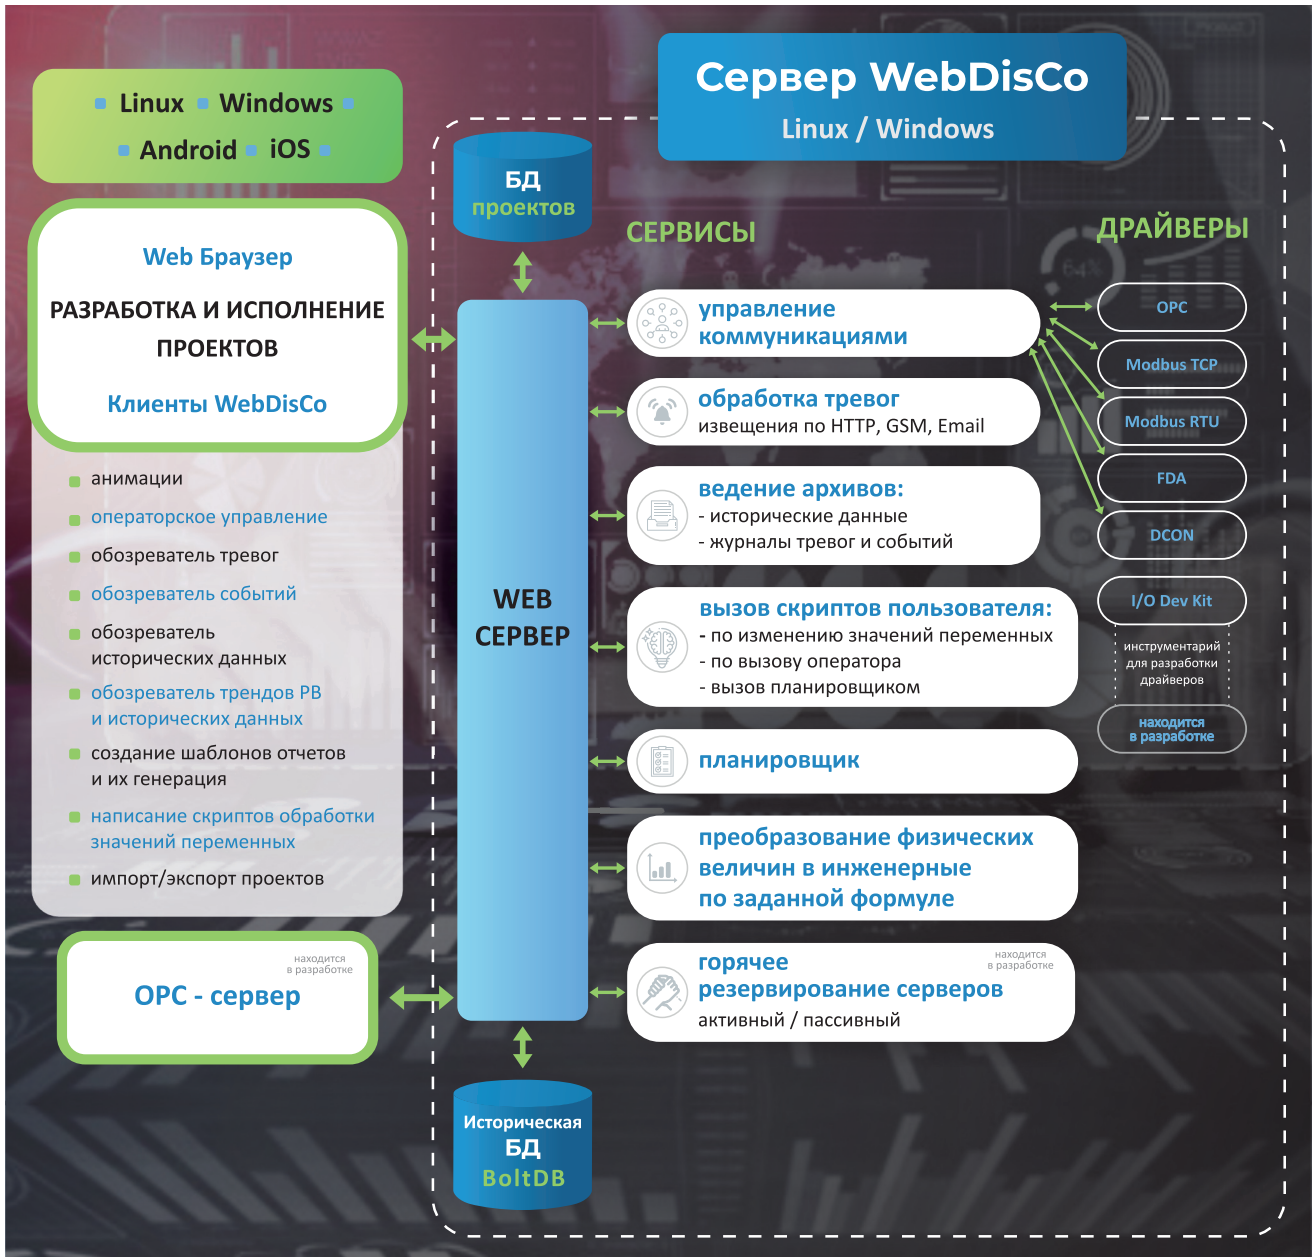 Linux Windows
Android iOS
Web Браузер
РАЗРАБОТКА И ИСПОЛНЕНИЕ
ПРОЕКТОВ
Клиенты WebDisCo
анимации
операторское управление
обозреватель тревог
обозреватель событий
обозреватель
исторических данных
обозреватель трендов РВ
и исторических данных
создание шаблонов отчетов
и их генерация
написание скриптов обработки
значений переменных
импорт/экспорт проектов
находится
в разработке
OPC - сервер
Сервер WebDisCo
Linux / Windows
БД
проектов
WEB
СЕРВЕР
Историческая
БД
BoltDB
СЕРВИСЫ
управление
коммуникациями
обработка тревог
извещения по HTTP, GSM, Email
ведение архивов:
- исторические данные
- журналы тревог и событий
вызов скриптов пользователя:
- по изменению значений переменных
- по вызову оператора
- вызов планировщиком
планировщик
преобразование физических
величин в инженерные
по заданной формуле
находится
в разработке
горячее
резервирование серверов
активный / пассивный
ДРАЙВЕРЫ
OPC
Modbus TCP
Modbus RTU
FDA
DCON
I/O Dev Kit
инструментарий
для разработки
драйверов
находится
в разработке
64%